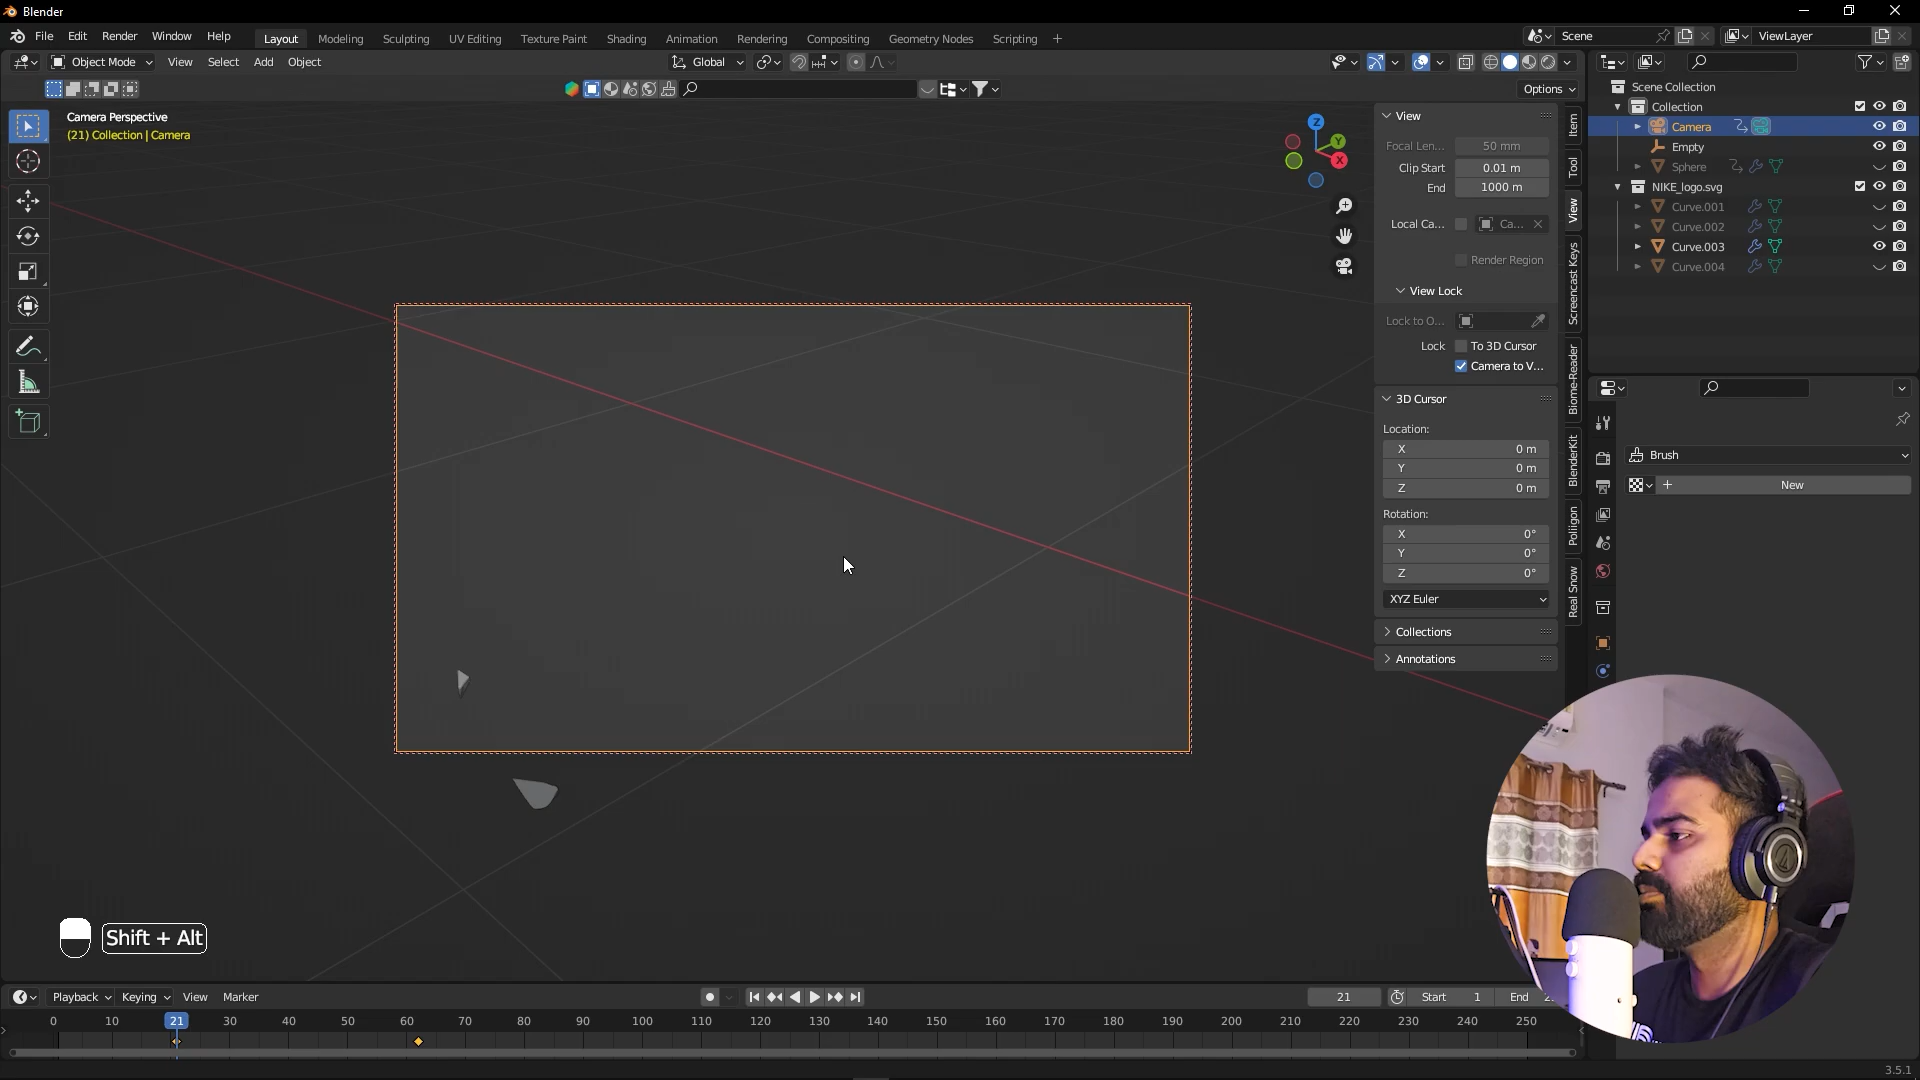 Blender
File Edit Render Window Help
Layout Modeling Sculpting UV Editing Texture Paint Shading Animation Rendering Compositing Geometry Nodes Scripting +
Scene ViewLayer
Object Mode View Select Add Object Global
Options
Camera Perspective
(21) Collection | Camera
Z
Y
X
View
Focal Len... 50 mm
Clip Start 0.01 m
End 1000 m
Local Ca... Ca...
Render Region
View Lock
Lock to O...
Lock To 3D Cursor
Camera to V...
3D Cursor
Location:
X 0 m
Y 0 m
Z 0 m
Rotation:
X 0°
Y 0°
Z 0°
XYZ Euler
Collections
Annotations
Item
Tool
View
Screencast Keys
Biome-Reader
BlenderKit
Poliigon
Real Snow
Scene Collection
Collection
Camera
Empty
Sphere
NIKE_logo.svg
Curve.001
Curve.002
Curve.003
Curve.004
Brush
New
Shift + Alt
Playback Keying View Marker
21 Start 1 End
0 10 21 30 40 50 60 70 80 90 100 110 120 130 140 150 160 170 180 190 200 210 220 230 240 250
3.5.1